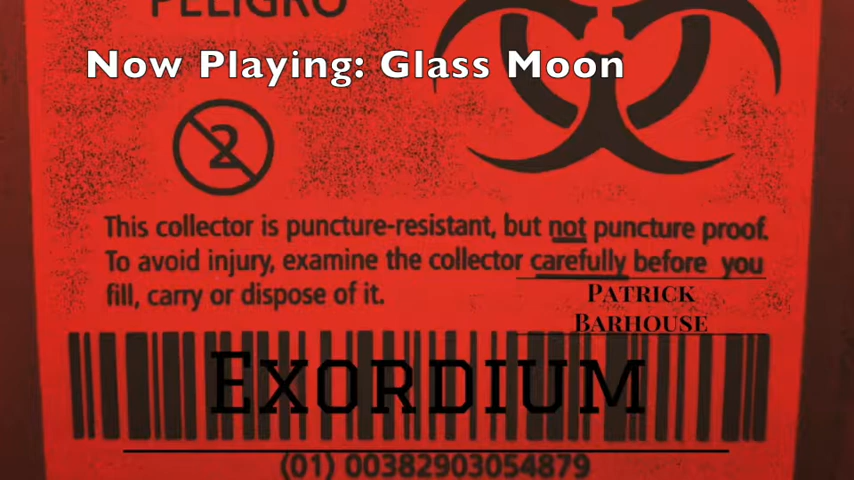 PELIGRO
Now Playing: Glass Moon
2
This collector is puncture-resistant, but not puncture proof.
To avoid injury, examine the collector carefully before you
fill, carry or dispose of it.
Patrick
Barhouse
Exordium
(01) 00382903054879